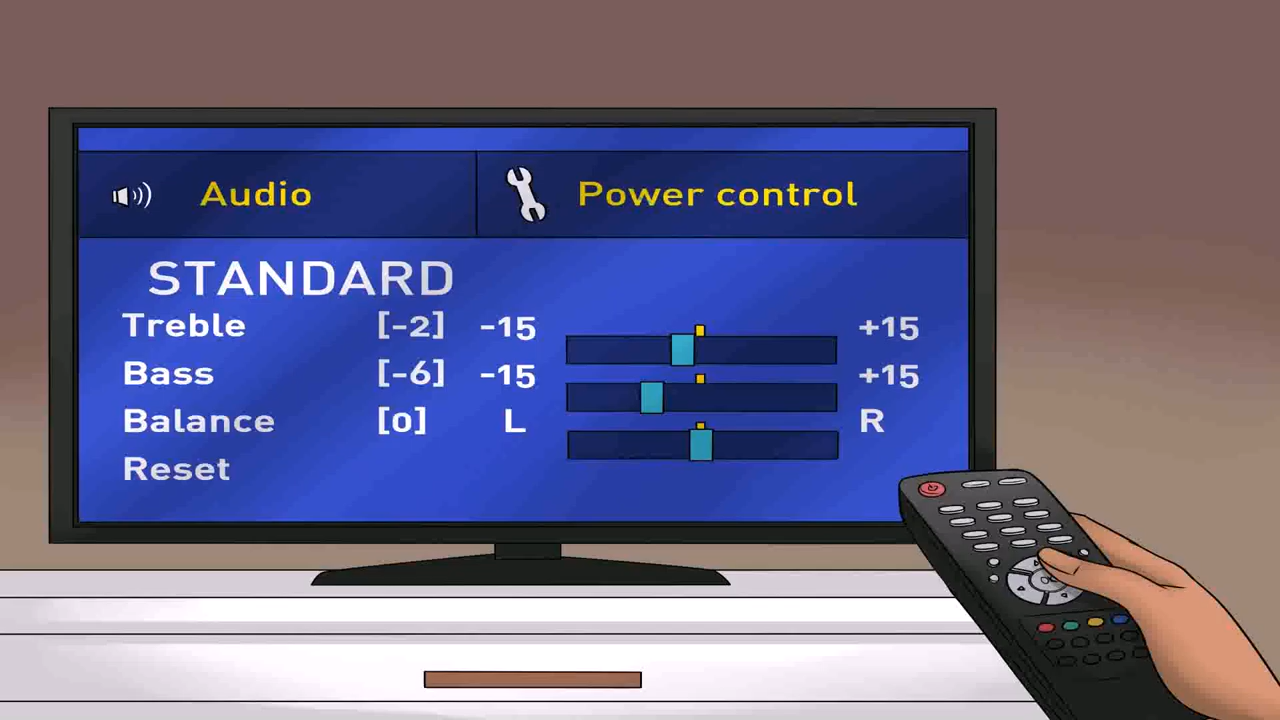 Audio Power control
STANDARD
Treble [-2] -15 +15
Bass [-6] -15 +15
Balance [0] L R
Reset